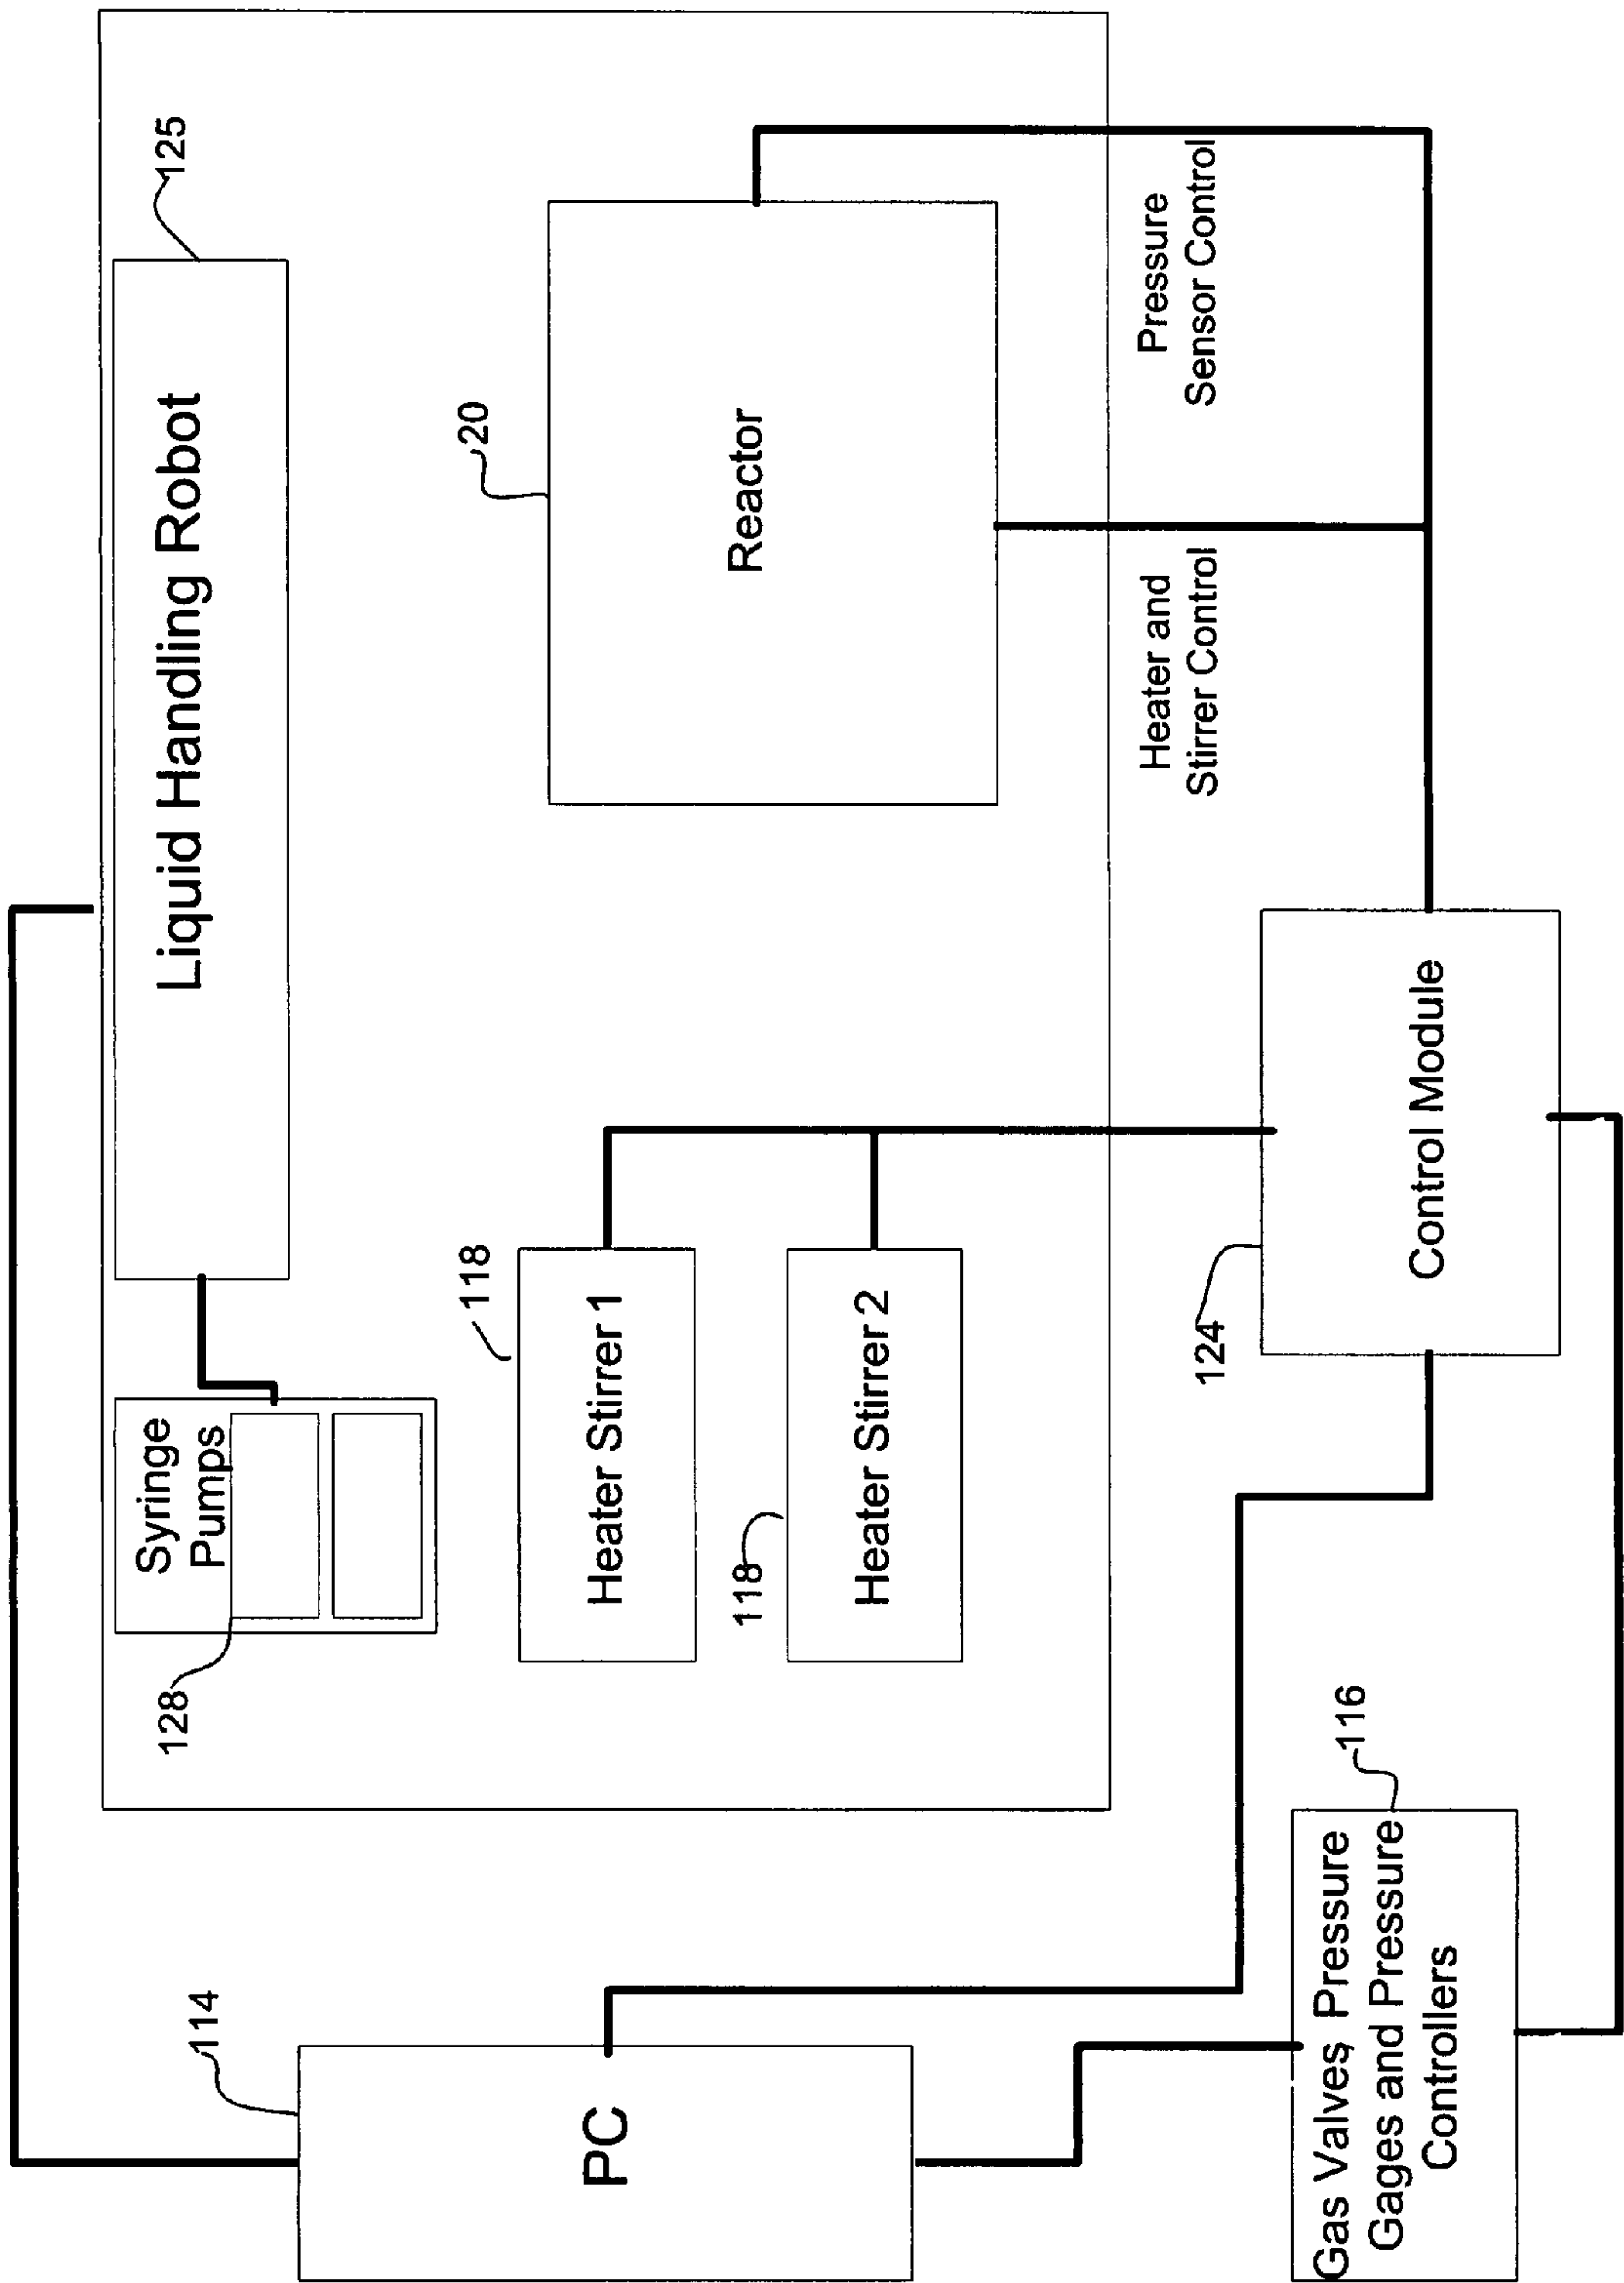 Liquid Handling Robot
125
Syringe
Pumps
128
114
PC
Heater Stirrer 1
118
Heater Stirrer 2
118
20
Reactor
Heater and
Stirrer Control
Pressure
Sensor Control
124
Control Module
116
Gas Valves, Pressure
Gages and Pressure
Controllers